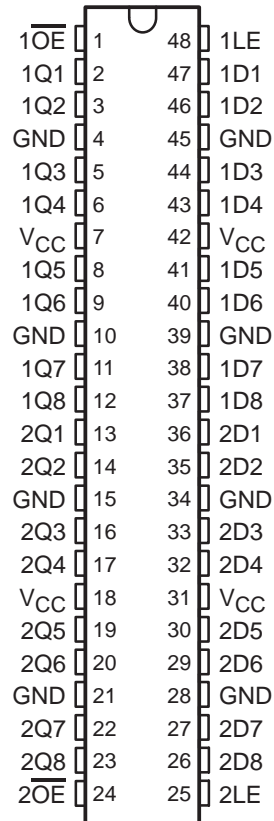 1O̅E̅ 1 48 1LE
1Q1 2 47 1D1
1Q2 3 46 1D2
GND 4 45 GND
1Q3 5 44 1D3
1Q4 6 43 1D4
VCC 7 42 VCC
1Q5 8 41 1D5
1Q6 9 40 1D6
GND 10 39 GND
1Q7 11 38 1D7
1Q8 12 37 1D8
2Q1 13 36 2D1
2Q2 14 35 2D2
GND 15 34 GND
2Q3 16 33 2D3
2Q4 17 32 2D4
VCC 18 31 VCC
2Q5 19 30 2D5
2Q6 20 29 2D6
GND 21 28 GND
2Q7 22 27 2D7
2Q8 23 26 2D8
2O̅E̅ 24 25 2LE